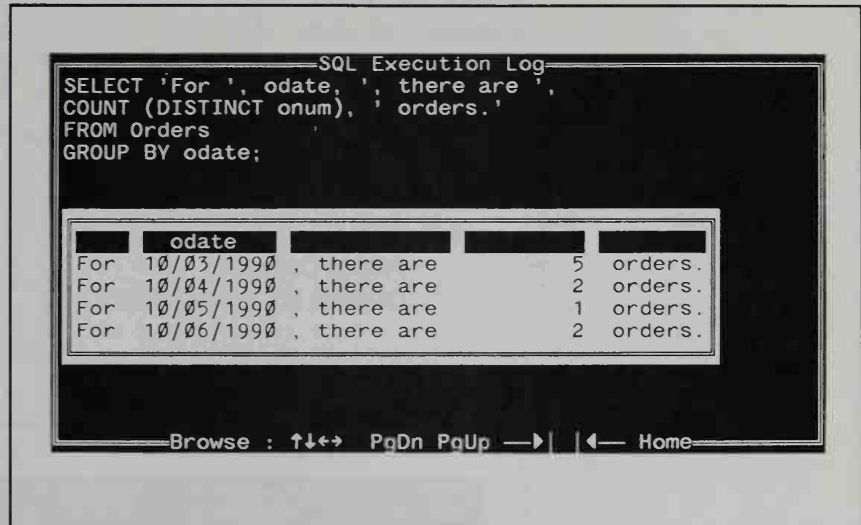 SQL Execution Log
SELECT 'For ', odate, ', there are ',
COUNT (DISTINCT onum), ' orders.'
FROM Orders
GROUP BY odate;
odate
For 10/03/1990 , there are 5 orders.
For 10/04/1990 , there are 2 orders.
For 10/05/1990 , there are 1 orders.
For 10/06/1990 , there are 2 orders.
Browse : ↑↓←→ PgDn PgUp —▶| |◀— Home